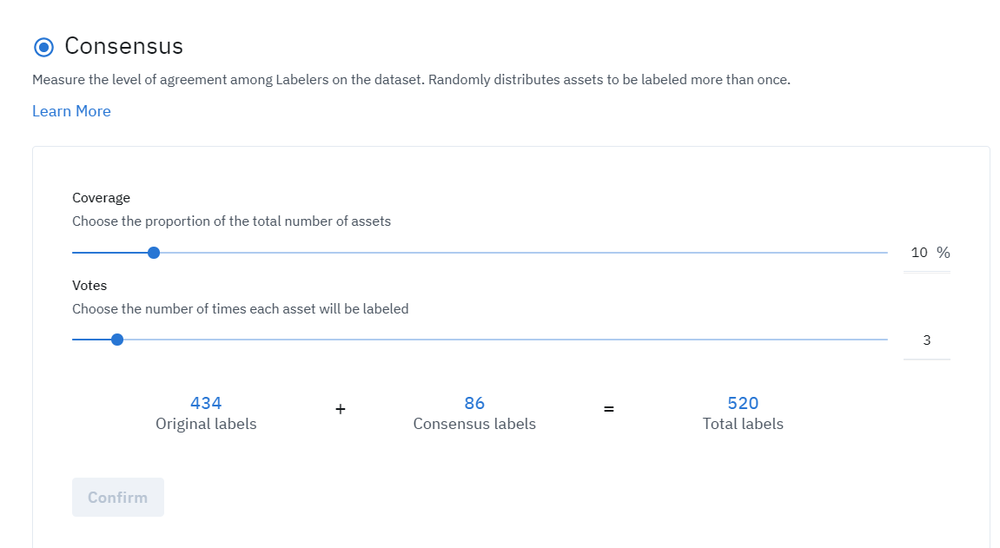 Consensus
Measure the level of agreement among Labelers on the dataset. Randomly distributes assets to be labeled more than once.
Learn More
Coverage
Choose the proportion of the total number of assets
10 %
Votes
Choose the number of times each asset will be labeled
3
434 + 86 = 520
Original labels Consensus labels Total labels
Confirm